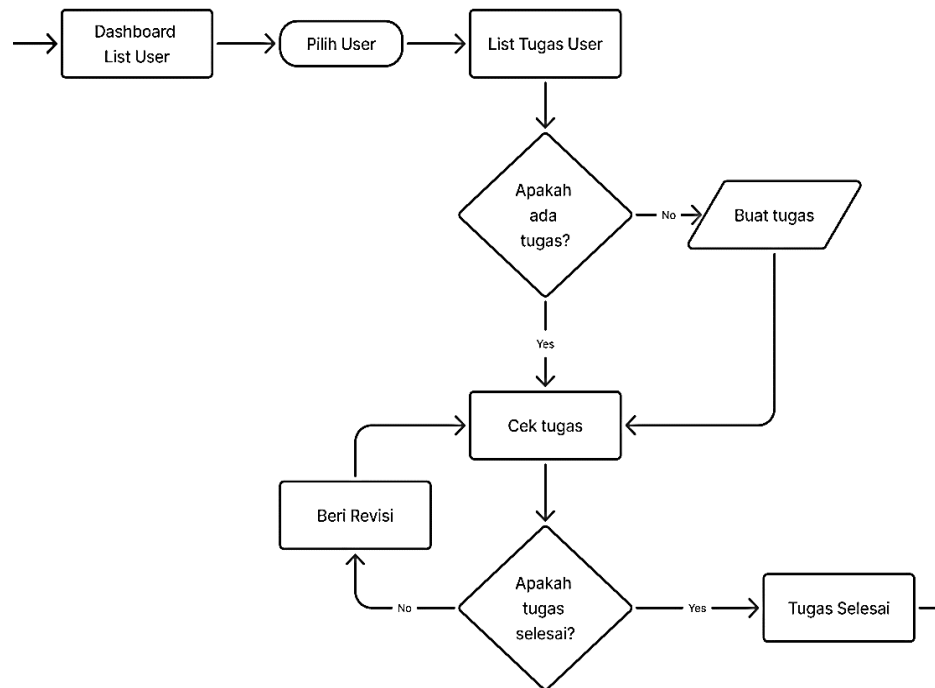 Dashboard
List User
Pilih User
List Tugas User
Apakah
ada
tugas?
No
Buat tugas
Yes
Cek tugas
Beri Revisi
Apakah
tugas
selesai?
No
Yes
Tugas Selesai